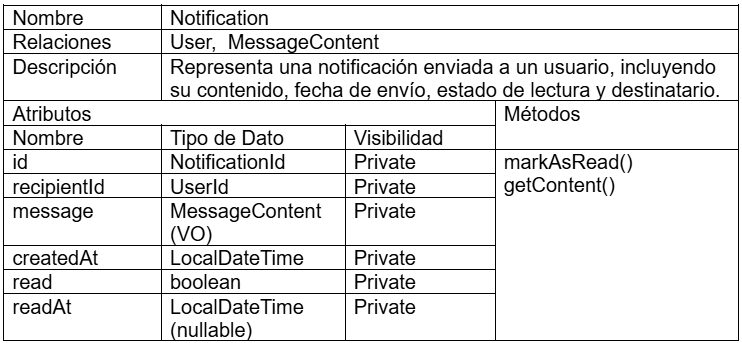 Nombre Notification
Relaciones User, MessageContent
Descripción Representa una notificación enviada a un usuario, incluyendo
su contenido, fecha de envío, estado de lectura y destinatario.
Atributos Métodos
Nombre Tipo de Dato Visibilidad
id NotificationId Private markAsRead()
recipientId UserId Private getContent()
message MessageContent Private
(VO)
createdAt LocalDateTime Private
read boolean Private
readAt LocalDateTime Private
(nullable)